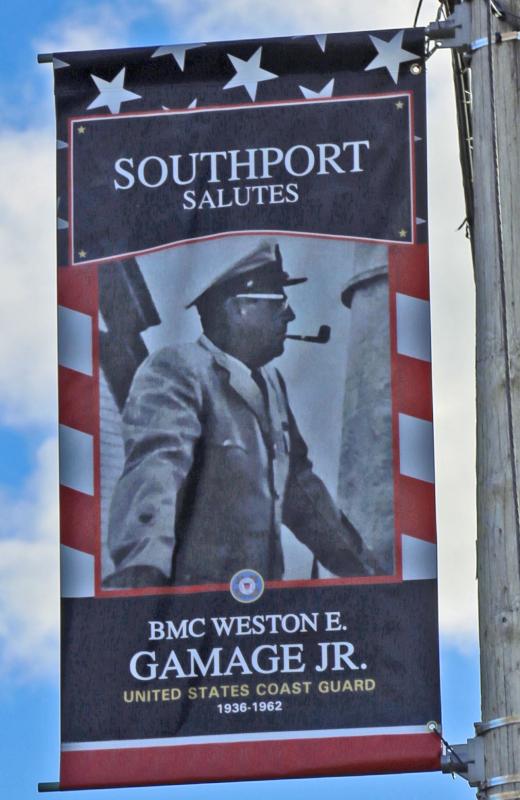 SOUTHPORT
SALUTES
BMC WESTON E.
GAMAGE JR.
UNITED STATES COAST GUARD
1936-1962